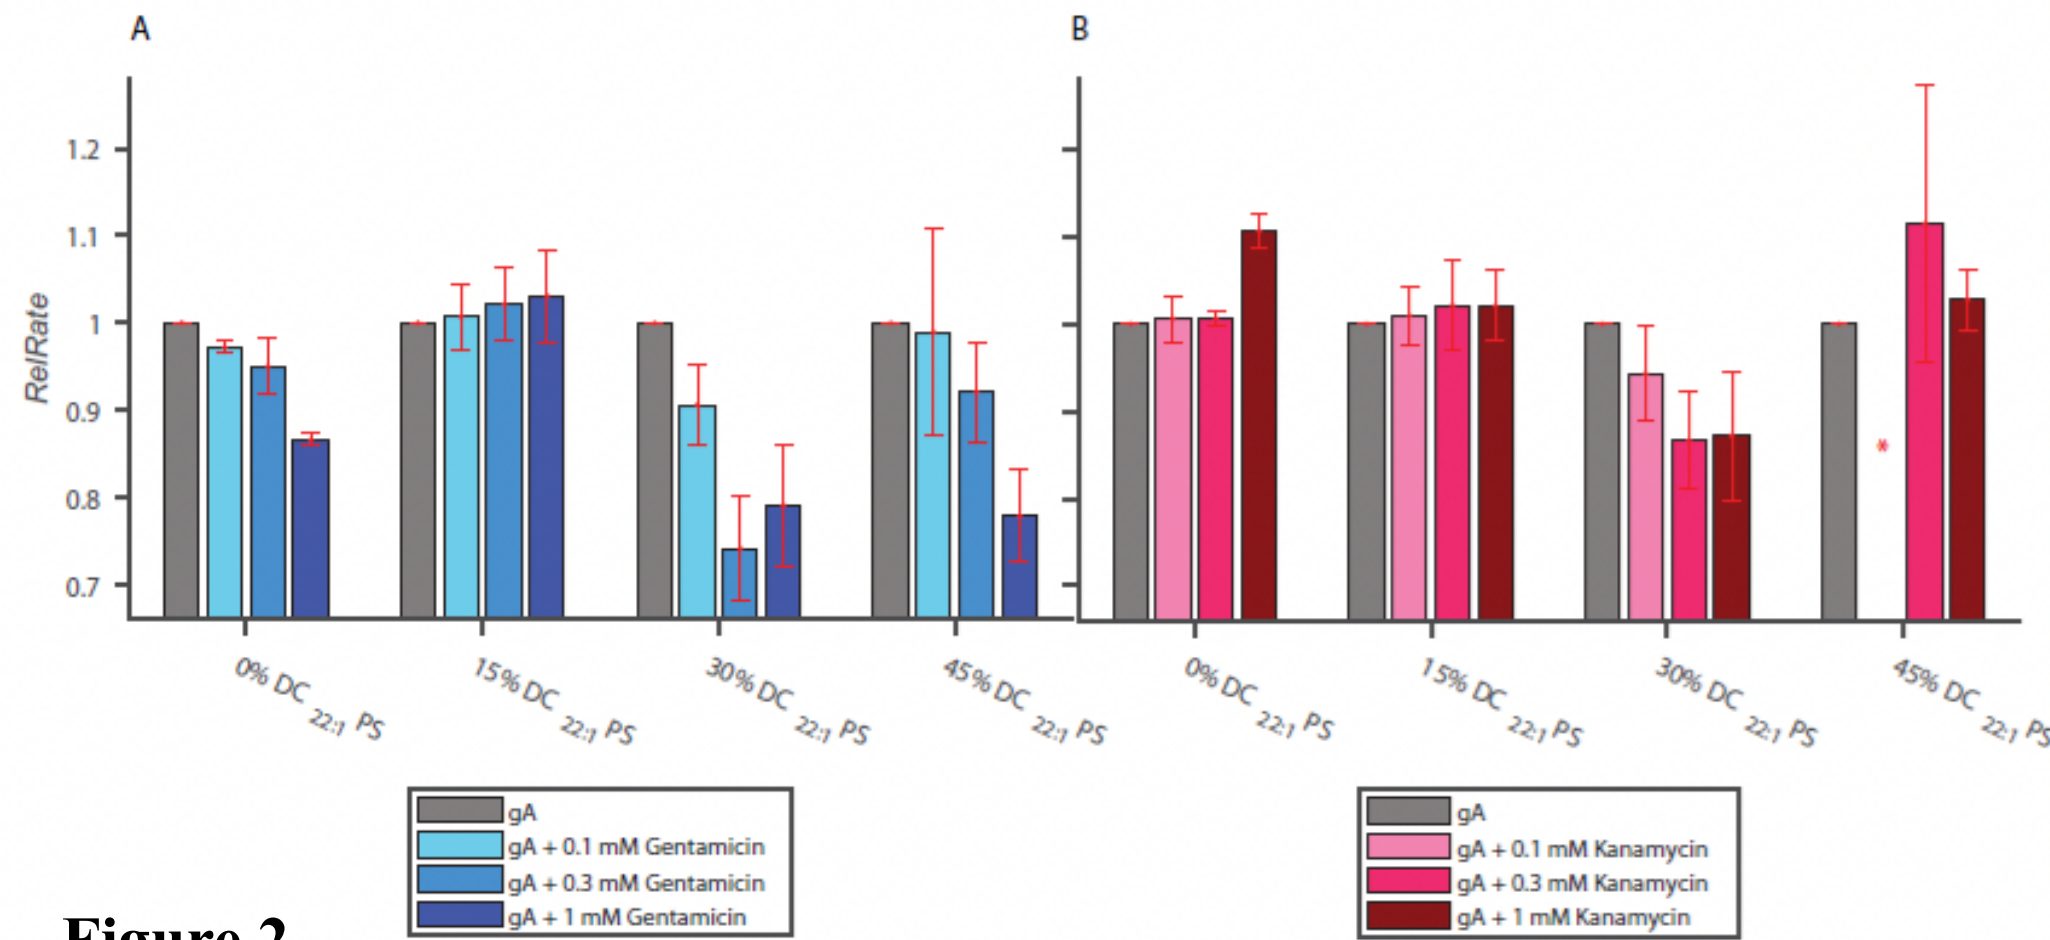 A
B
1.2
1.1
1
0.9
0.8
0.7
RelRate
0% DC 22:1 PS
15% DC 22:1 PS
30% DC 22:1 PS
45% DC 22:1 PS
0% DC 22:1 PS
15% DC 22:1 PS
30% DC 22:1 PS
45% DC 22:1 PS
*
gA
gA + 0.1 mM Gentamicin
gA + 0.3 mM Gentamicin
gA + 1 mM Gentamicin
gA
gA + 0.1 mM Kanamycin
gA + 0.3 mM Kanamycin
gA + 1 mM Kanamycin
Figure 2